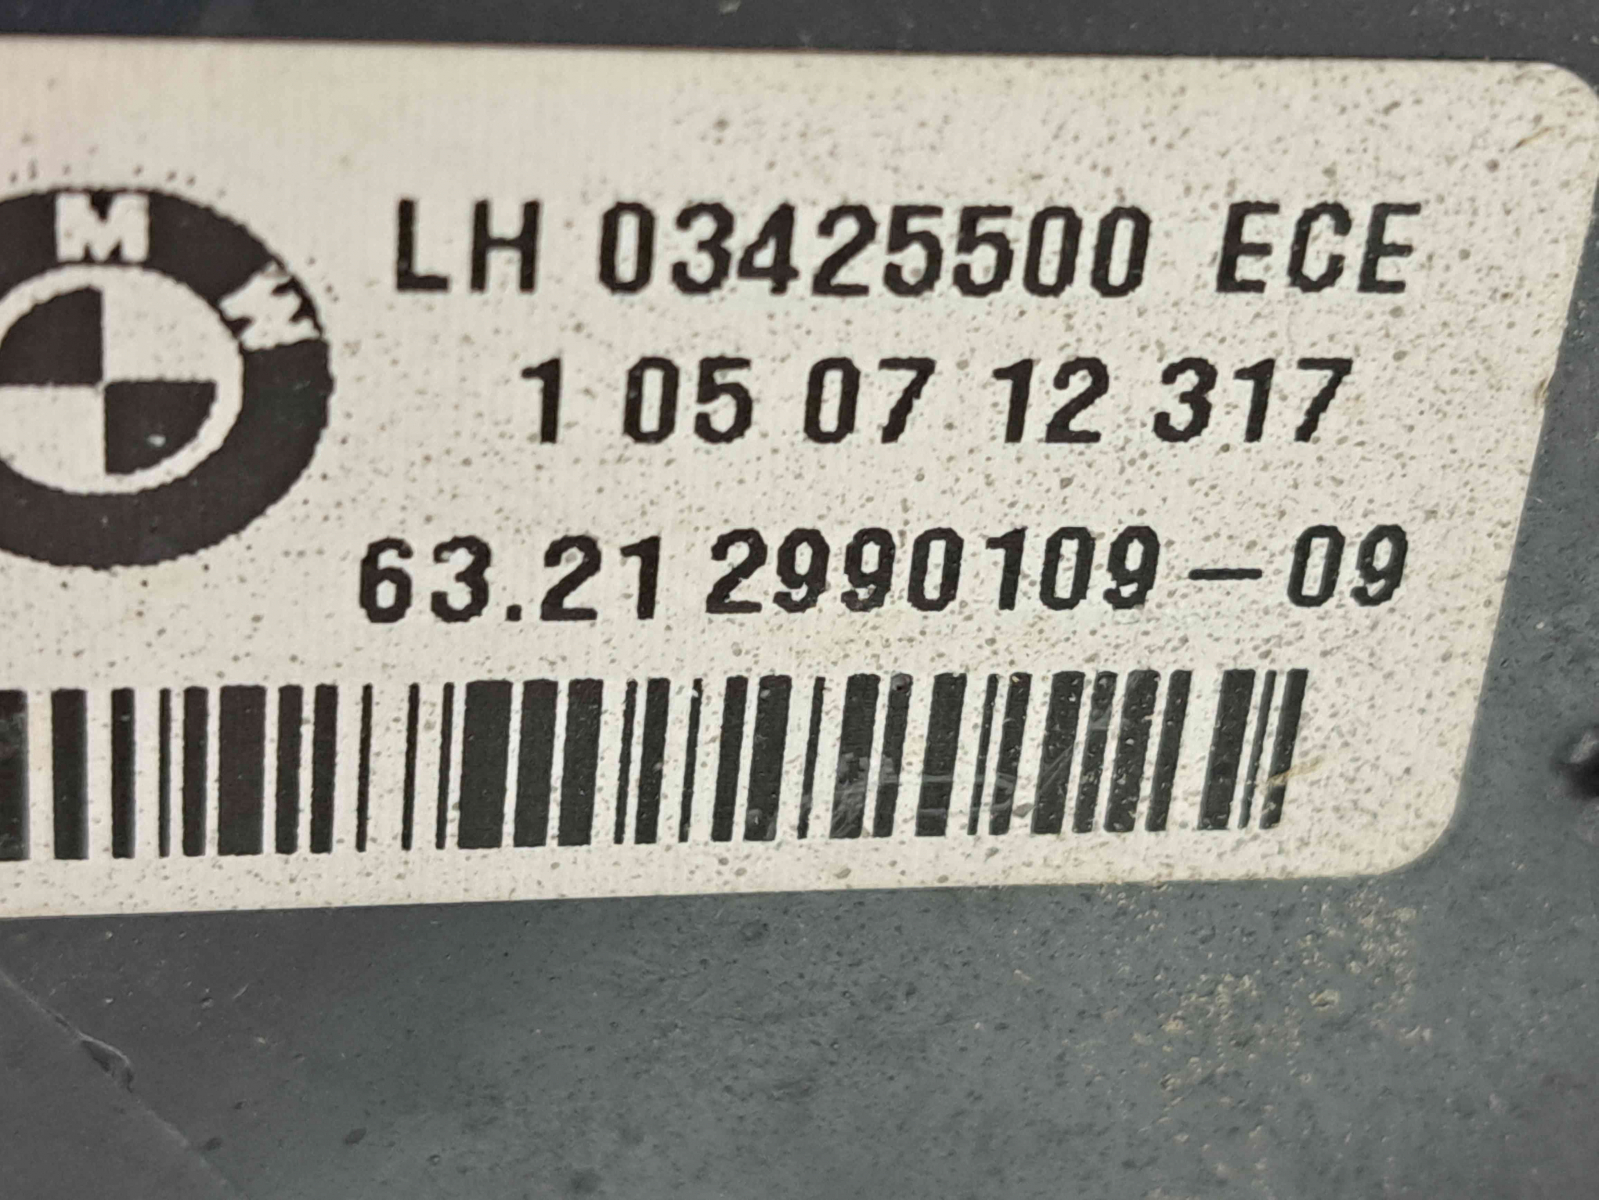 BMW
LH 03425500 ECE
1 05 07 12 317
63.21 2990109-09